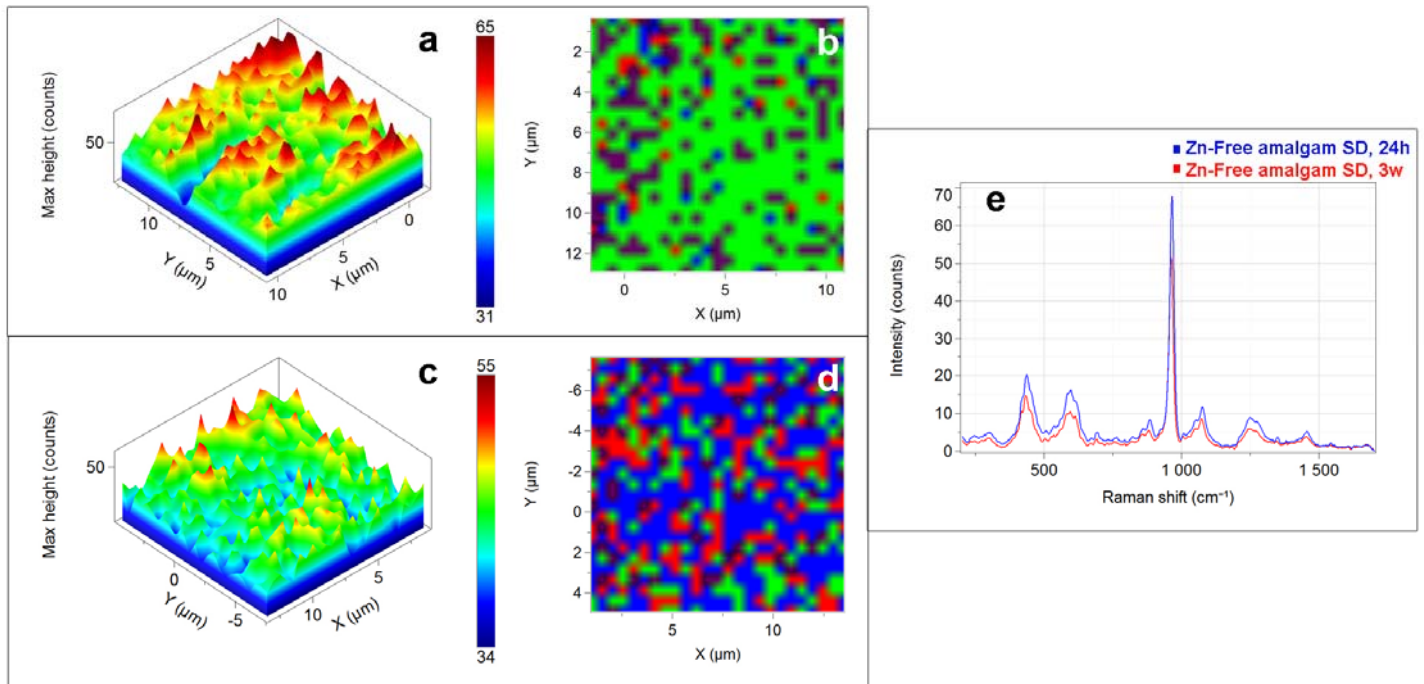 a
65
31
Max height (counts)
50
10
5
0
Y (µm)
10
5
X (µm)
b
2
4
6
8
10
12
Y (µm)
0
5
10
X (µm)
c
55
34
Max height (counts)
50
0
-5
Y (µm)
10
5
X (µm)
d
-6
-4
-2
0
2
4
Y (µm)
5
10
X (µm)
Zn-Free amalgam SD, 24h
Zn-Free amalgam SD, 3w
e
70
60
50
40
30
20
10
0
Intensity (counts)
500
1000
1 500
Raman shift (cm⁻¹)